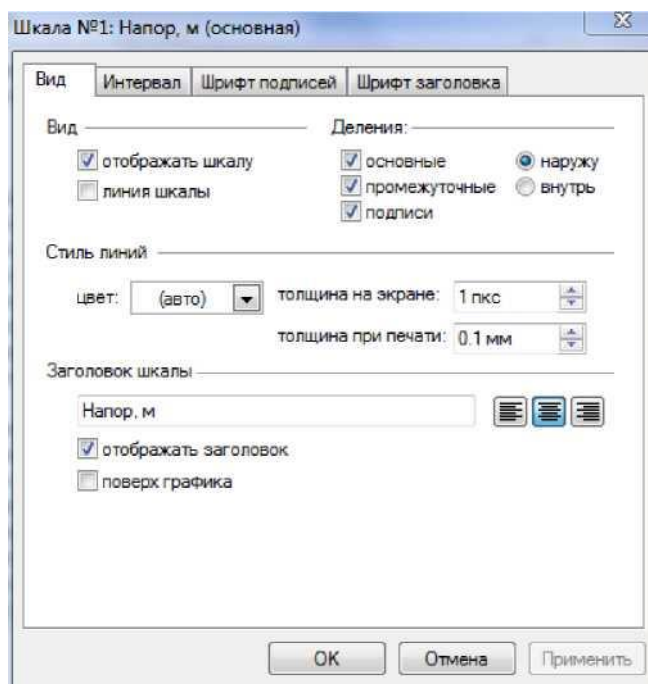 Шкала №1: Напор, м (основная)
Вид Интервал Шрифт подписей Шрифт заголовка
Вид Деления:
отображать шкалу основные наружу
линия шкалы промежуточные внутрь
подписи
Стиль линий
цвет: (авто) толщина на экране: 1 пкс
толщина при печати: 0.1 мм
Заголовок шкалы
Напор, м
отображать заголовок
поверх графика
OK Отмена Применить